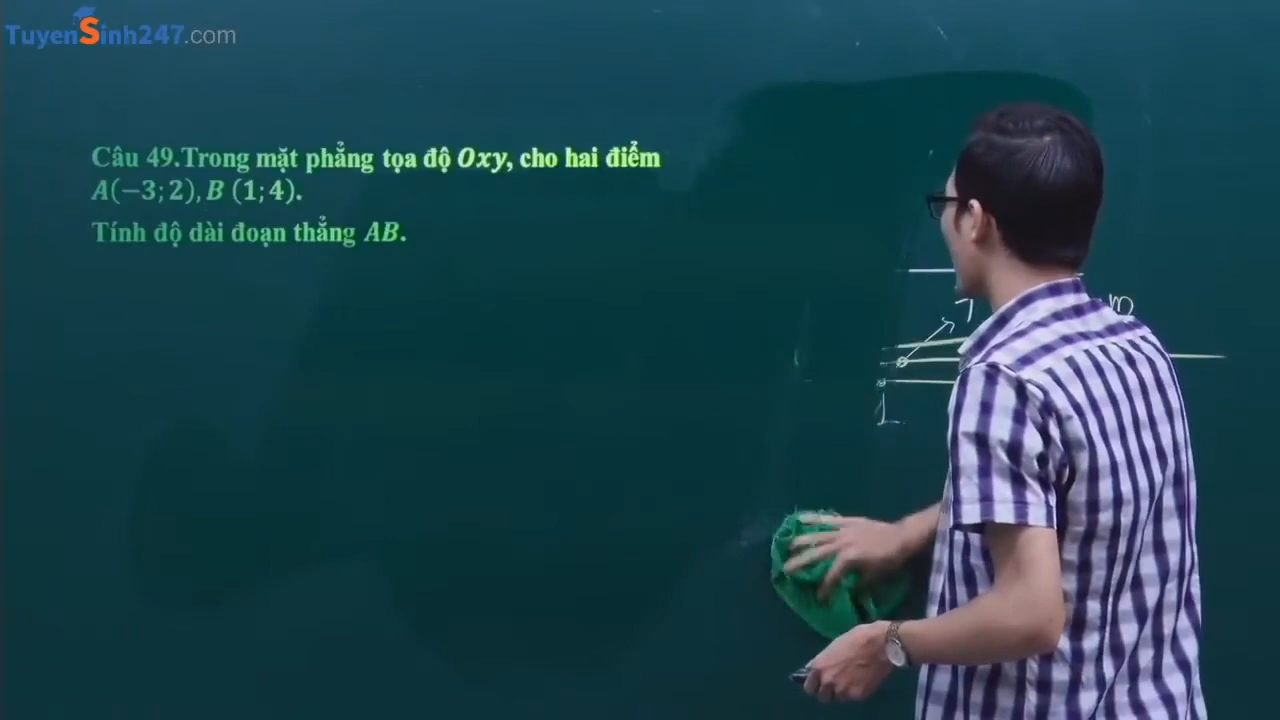 TuyenSinh247.com
Câu 49.Trong mặt phẳng tọa độ Oxy, cho hai điểm
A(−3; 2), B (1; 4).
Tính độ dài đoạn thẳng AB.
m